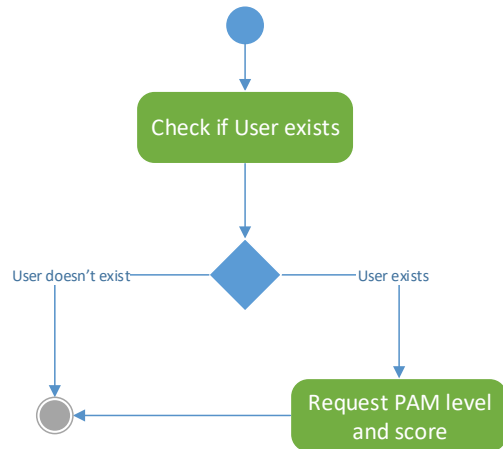 Check if User exists
User doesn’t exist
User exists
Request PAM level
and score